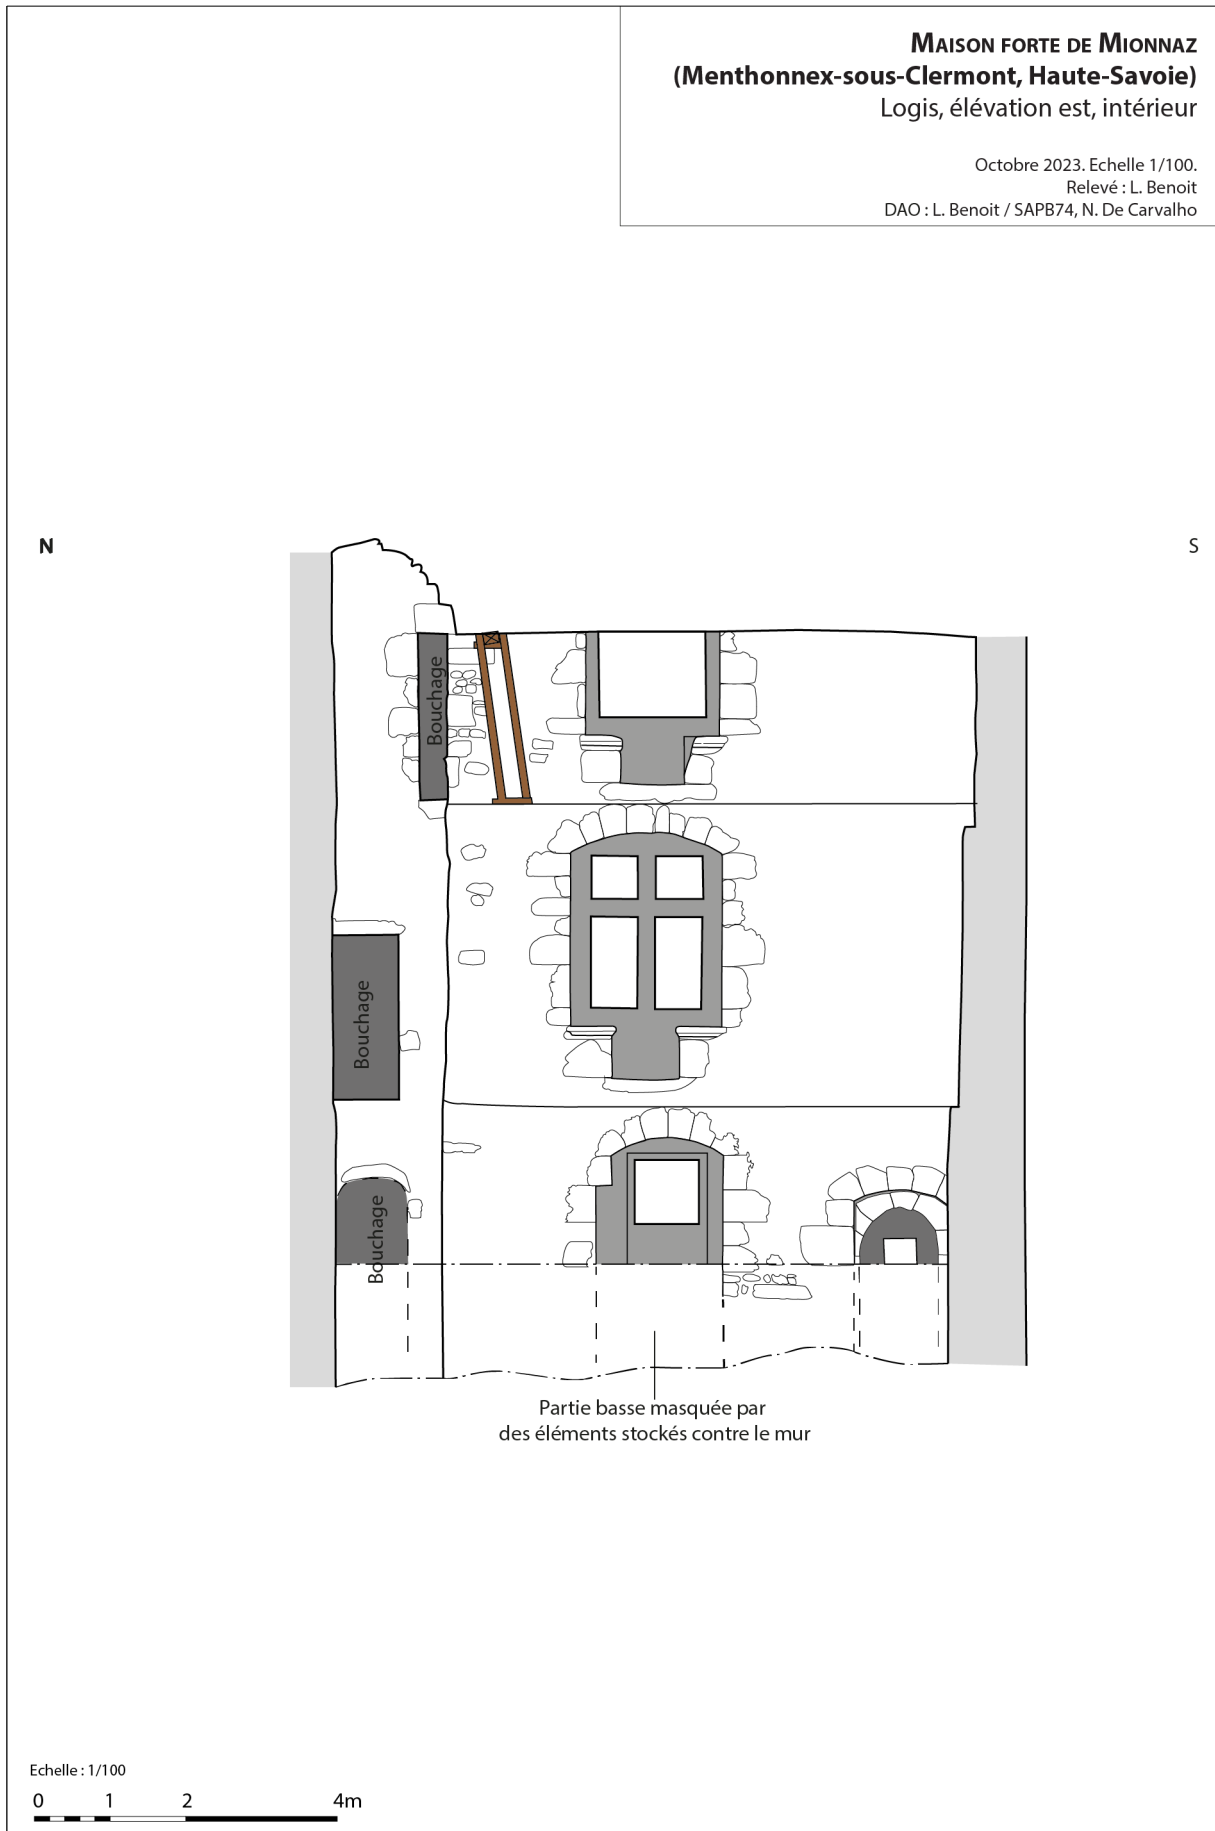 MAISON FORTE DE MIONNAZ
(Menthonnex-sous-Clermont, Haute-Savoie)
Logis, élévation est, intérieur
Octobre 2023. Echelle 1/100.
Relevé : L. Benoit
DAO : L. Benoit / SAPB74, N. De Carvalho
N
S
Bouchage
Bouchage
Bouchage
Partie basse masquée par
des éléments stockés contre le mur
Echelle : 1/100
0 1 2 4m